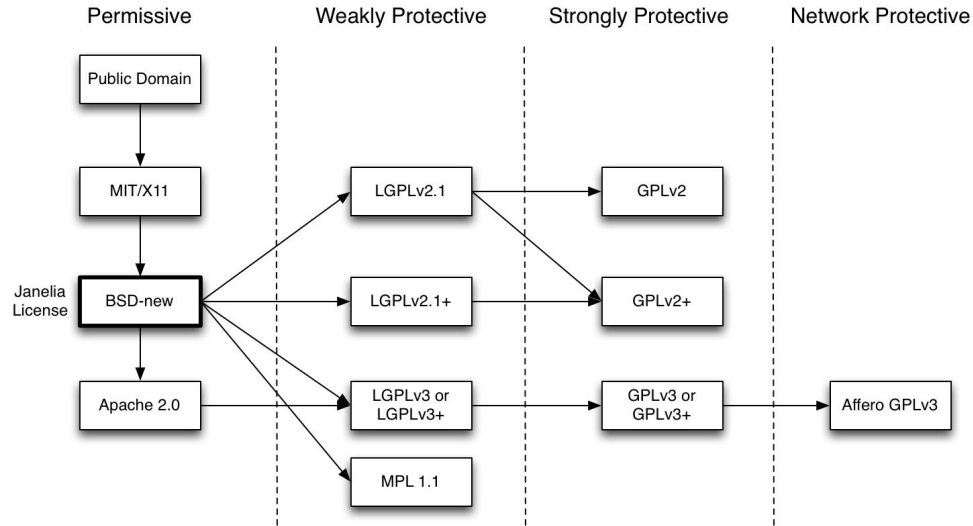 Permissive
Weakly Protective
Strongly Protective
Network Protective
Public Domain
MIT/X11
LGPLv2.1
GPLv2
Janelia
License
BSD-new
LGPLv2.1+
GPLv2+
Apache 2.0
LGPLv3 or
LGPLv3+
GPLv3 or
GPLv3+
Affero GPLv3
MPL 1.1